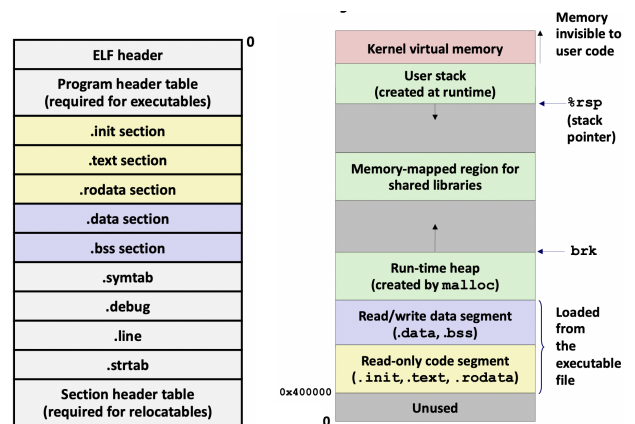 0
ELF header
Program header table
(required for executables)
.init section
.text section
.rodata section
.data section
.bss section
.symtab
.debug
.line
.strtab
Section header table
(required for relocatables)
Memory
invisible to
user code
Kernel virtual memory
User stack
(created at runtime)
%rsp
(stack
pointer)
Memory-mapped region for
shared libraries
brk
Run-time heap
(created by malloc)
Read/write data segment
(.data, .bss)
Read-only code segment
(.init, .text, .rodata)
Loaded
from
the
executable
file
0x400000
Unused
0